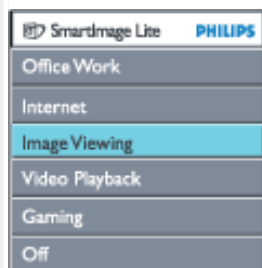 SmartImage Lite PHILIPS
Office Work
Internet
Image Viewing
Video Playback
Gaming
Off